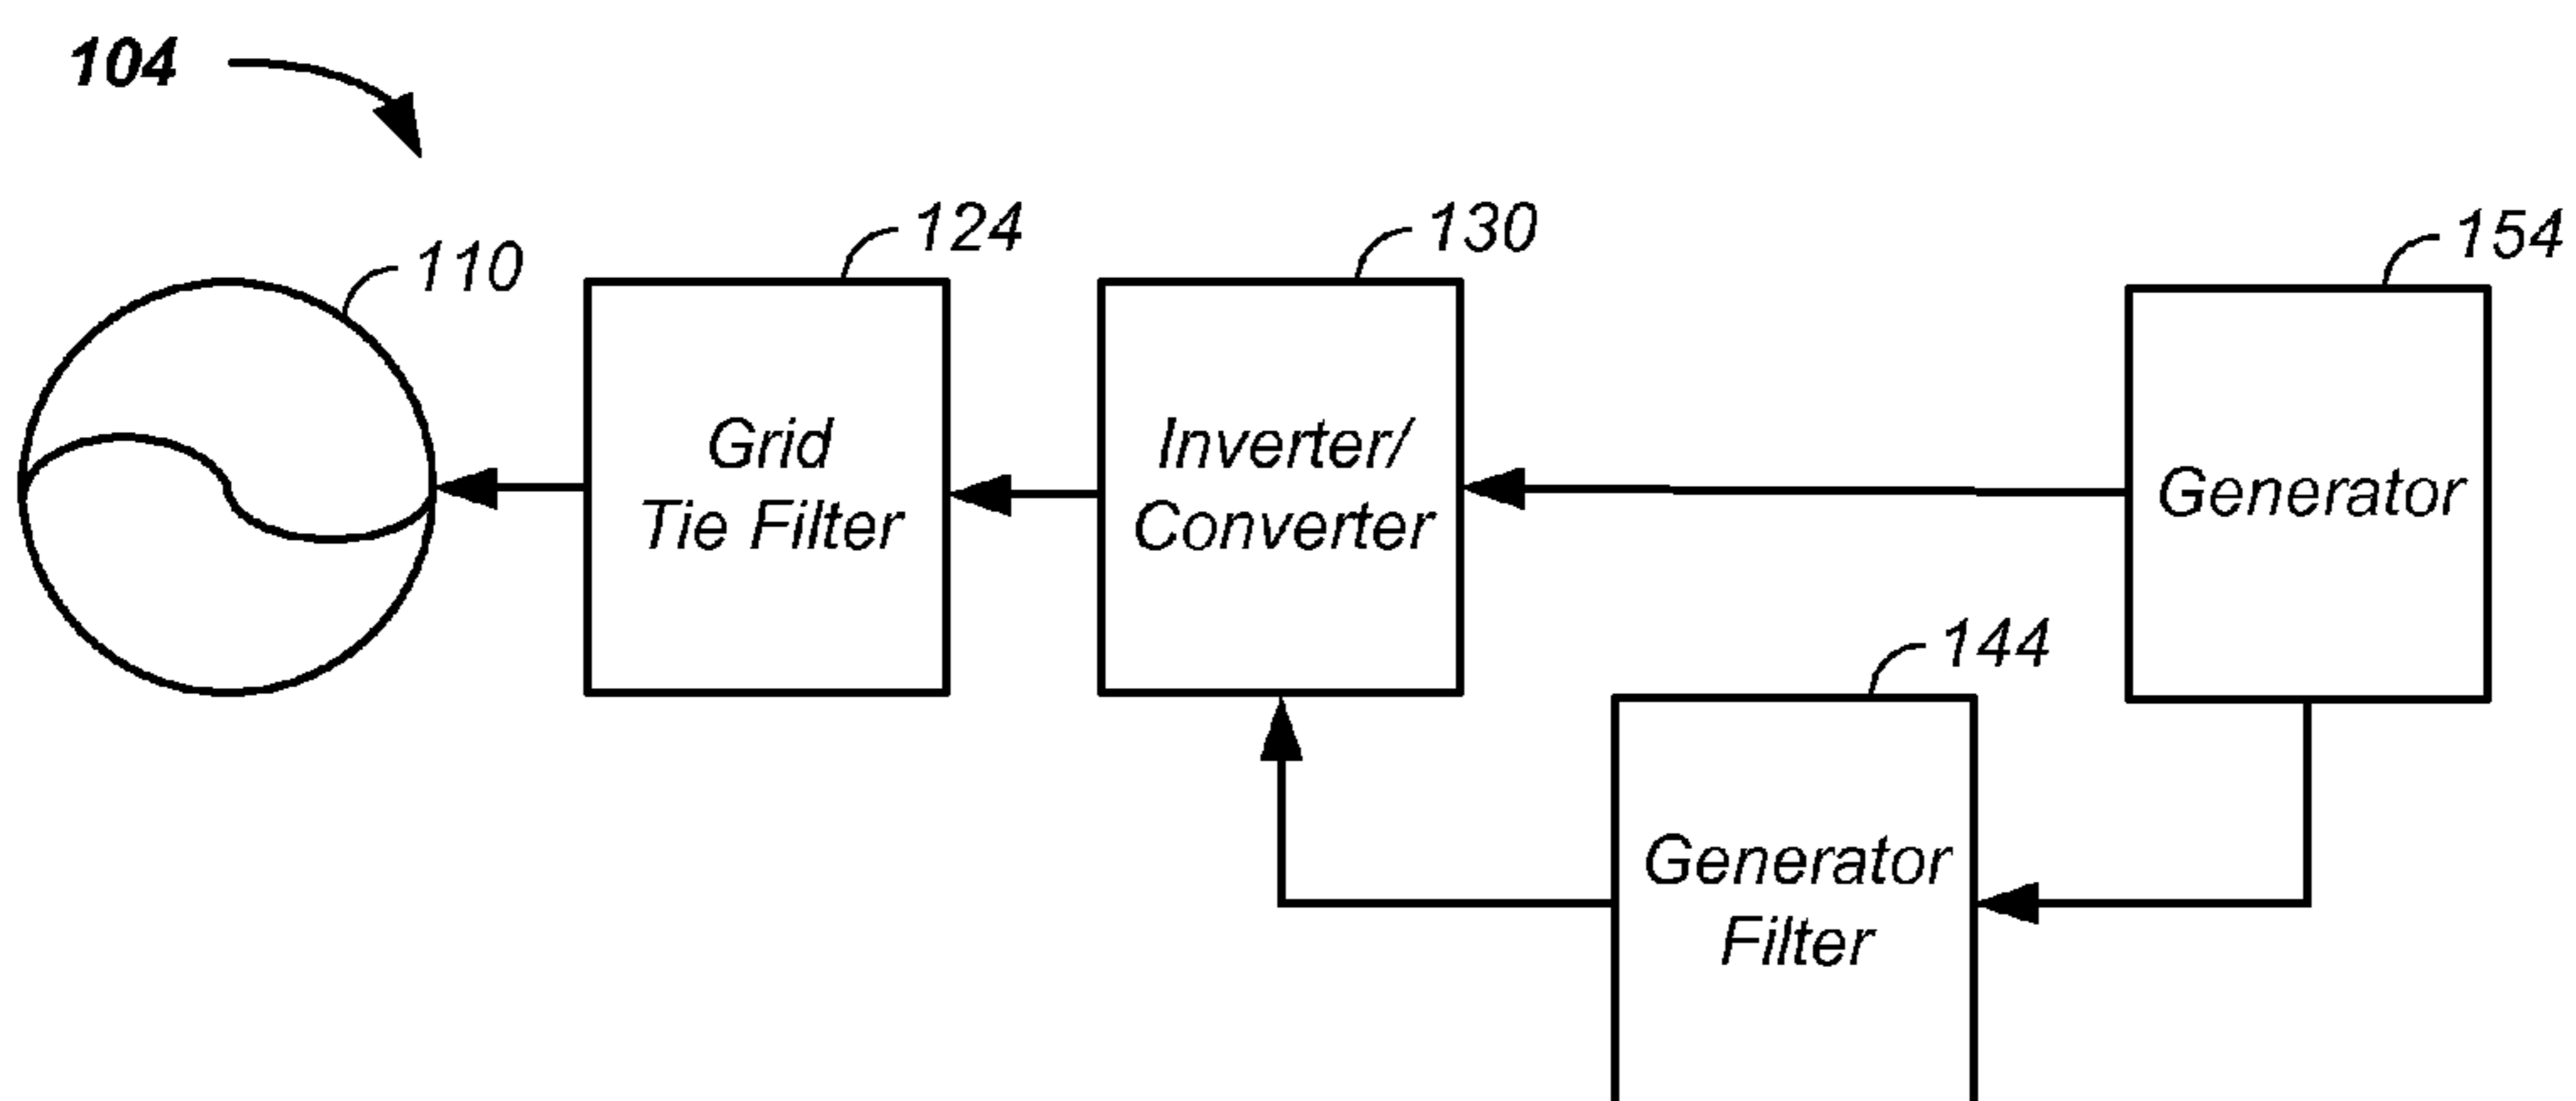 104
110
124
130
154
Grid
Tie Filter
Inverter/
Converter
Generator
144
Generator
Filter